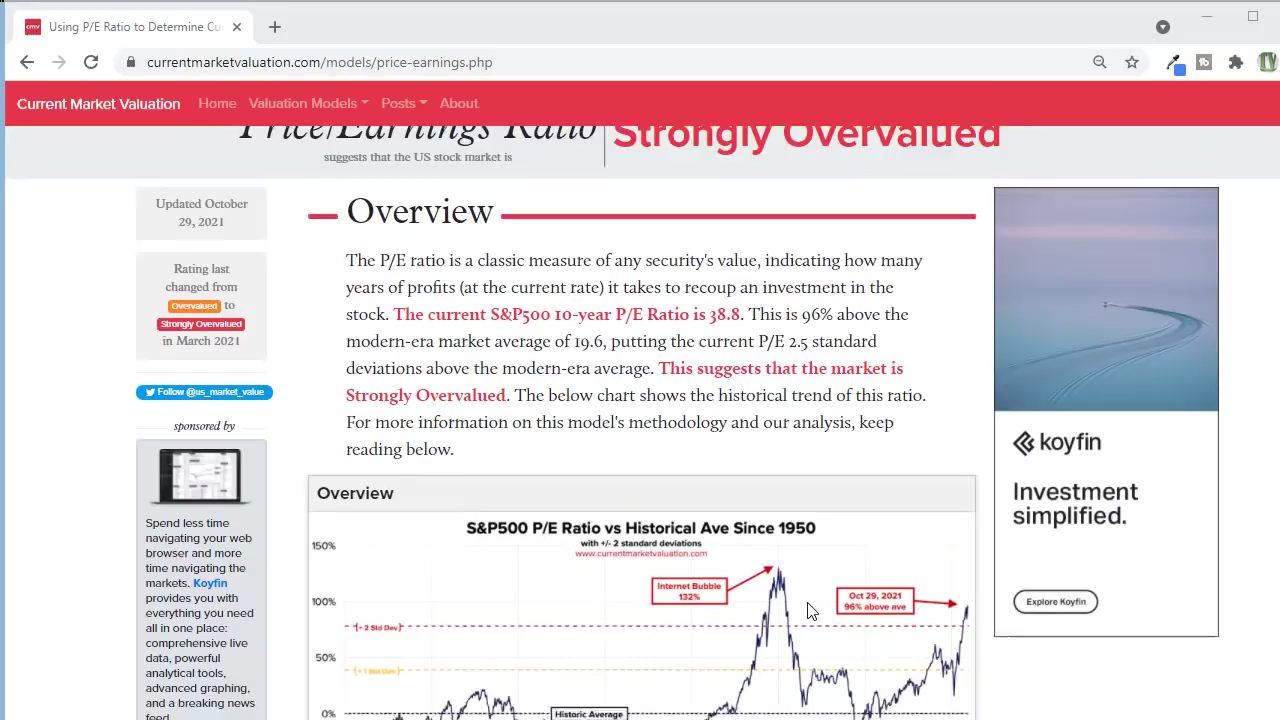 cmv
Using P/E Ratio to Determine Cu
currentmarketvaluation.com/models/price-earnings.php
Current Market Valuation Home Valuation Models Posts About
Price/Earnings Ratio
suggests that the US stock market is
Strongly Overvalued
Updated October
29, 2021
Rating last
changed from
Overvalued to
Strongly Overvalued
in March 2021
Follow @us_market_value
sponsored by
Spend less time
navigating your web
browser and more
time navigating the
markets. Koyfin
provides you with
everything you need
all in one place:
comprehensive live
data, powerful
analytical tools,
advanced graphing,
and a breaking news
feed.
Overview
The P/E ratio is a classic measure of any security's value, indicating how many
years of profits (at the current rate) it takes to recoup an investment in the
stock. The current S&P500 10-year P/E Ratio is 38.8. This is 96% above the
modern-era market average of 19.6, putting the current P/E 2.5 standard
deviations above the modern-era average. This suggests that the market is
Strongly Overvalued. The below chart shows the historical trend of this ratio.
For more information on this model's methodology and our analysis, keep
reading below.
Overview
S&P500 P/E Ratio vs Historical Ave Since 1950
with +/- 2 standard deviations
www.currentmarketvaluation.com
150%
100%
50%
0%
Internet Bubble
132%
Oct 29, 2021
96% above ave
[+ 2 Std Dev]
[+ 1 Std Dev]
Historic Average
koyfin
Investment
simplified.
Explore Koyfin